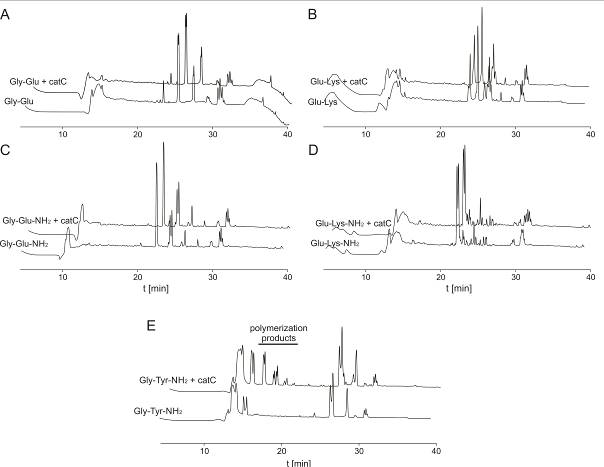 A
B
Gly-Glu + catC
Gly-Glu
Glu-Lys + catC
Glu-Lys
10 20 30 40
10 20 30 40
C
D
Gly-Glu-NH2 + catC
Gly-Glu-NH2
Glu-Lys-NH2 + catC
Glu-Lys-NH2
10 20 30 40
10 20 30 40
t [min]
t [min]
E
polymerization
products
Gly-Tyr-NH2 + catC
Gly-Tyr-NH2
10 20 30 40
t [min]